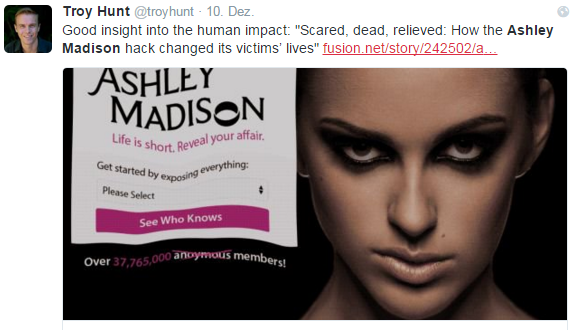 Troy Hunt @troyhunt · 10. Dez.
Good insight into the human impact: "Scared, dead, relieved: How the Ashley
Madison hack changed its victims' lives" fusion.net/story/242502/a...
ASHLEY
MADISON
Life is short. Reveal your affair.
Get started by exposing everything:
Please Select
See Who Knows
Over 37,765,000 anoymous members!